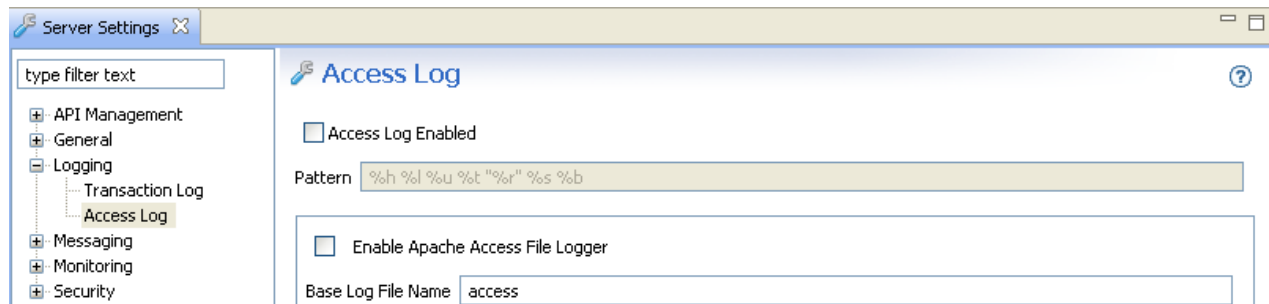 Server Settings
type filter text
API Management
General
Logging
Transaction Log
Access Log
Messaging
Monitoring
Security
Access Log
Access Log Enabled
Pattern %h %l %u %t "%r" %s %b
Enable Apache Access File Logger
Base Log File Name access